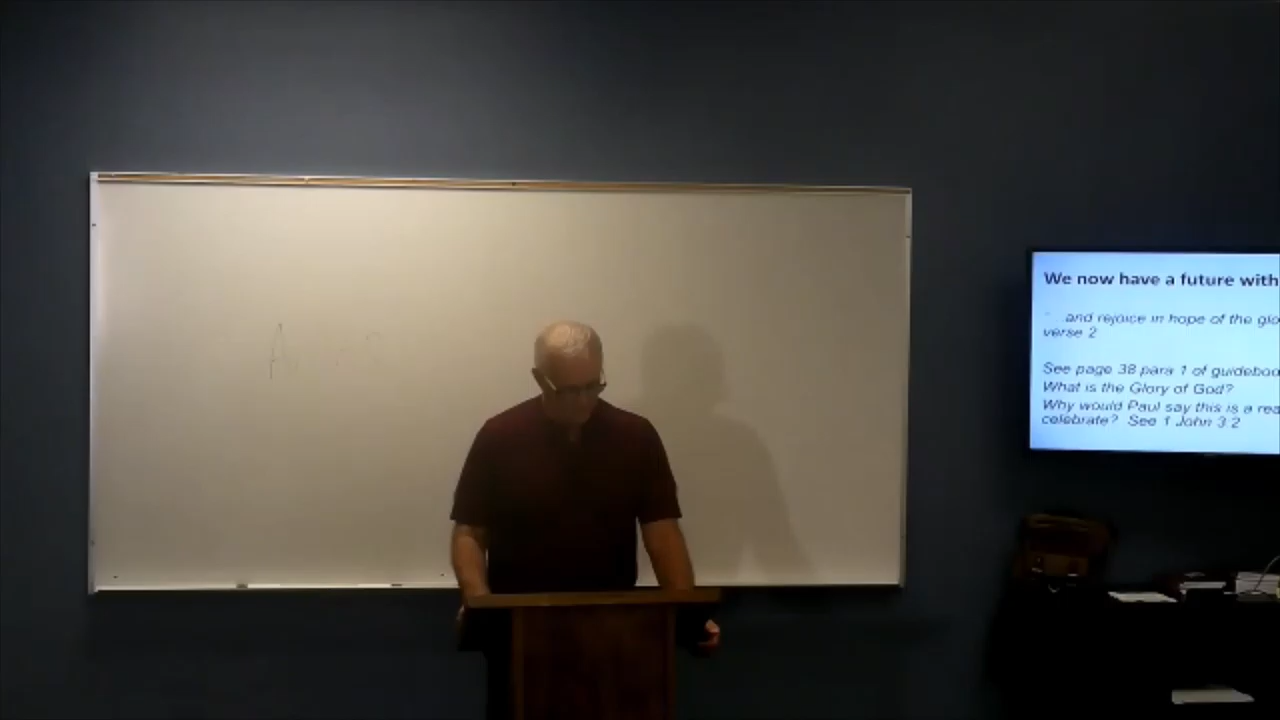 A
We now have a future with
...and rejoice in hope of the glo
verse 2
See page 38 para 1 of guideboo
What is the Glory of God?
Why would Paul say this is a rea
celebrate? See 1 John 3:2